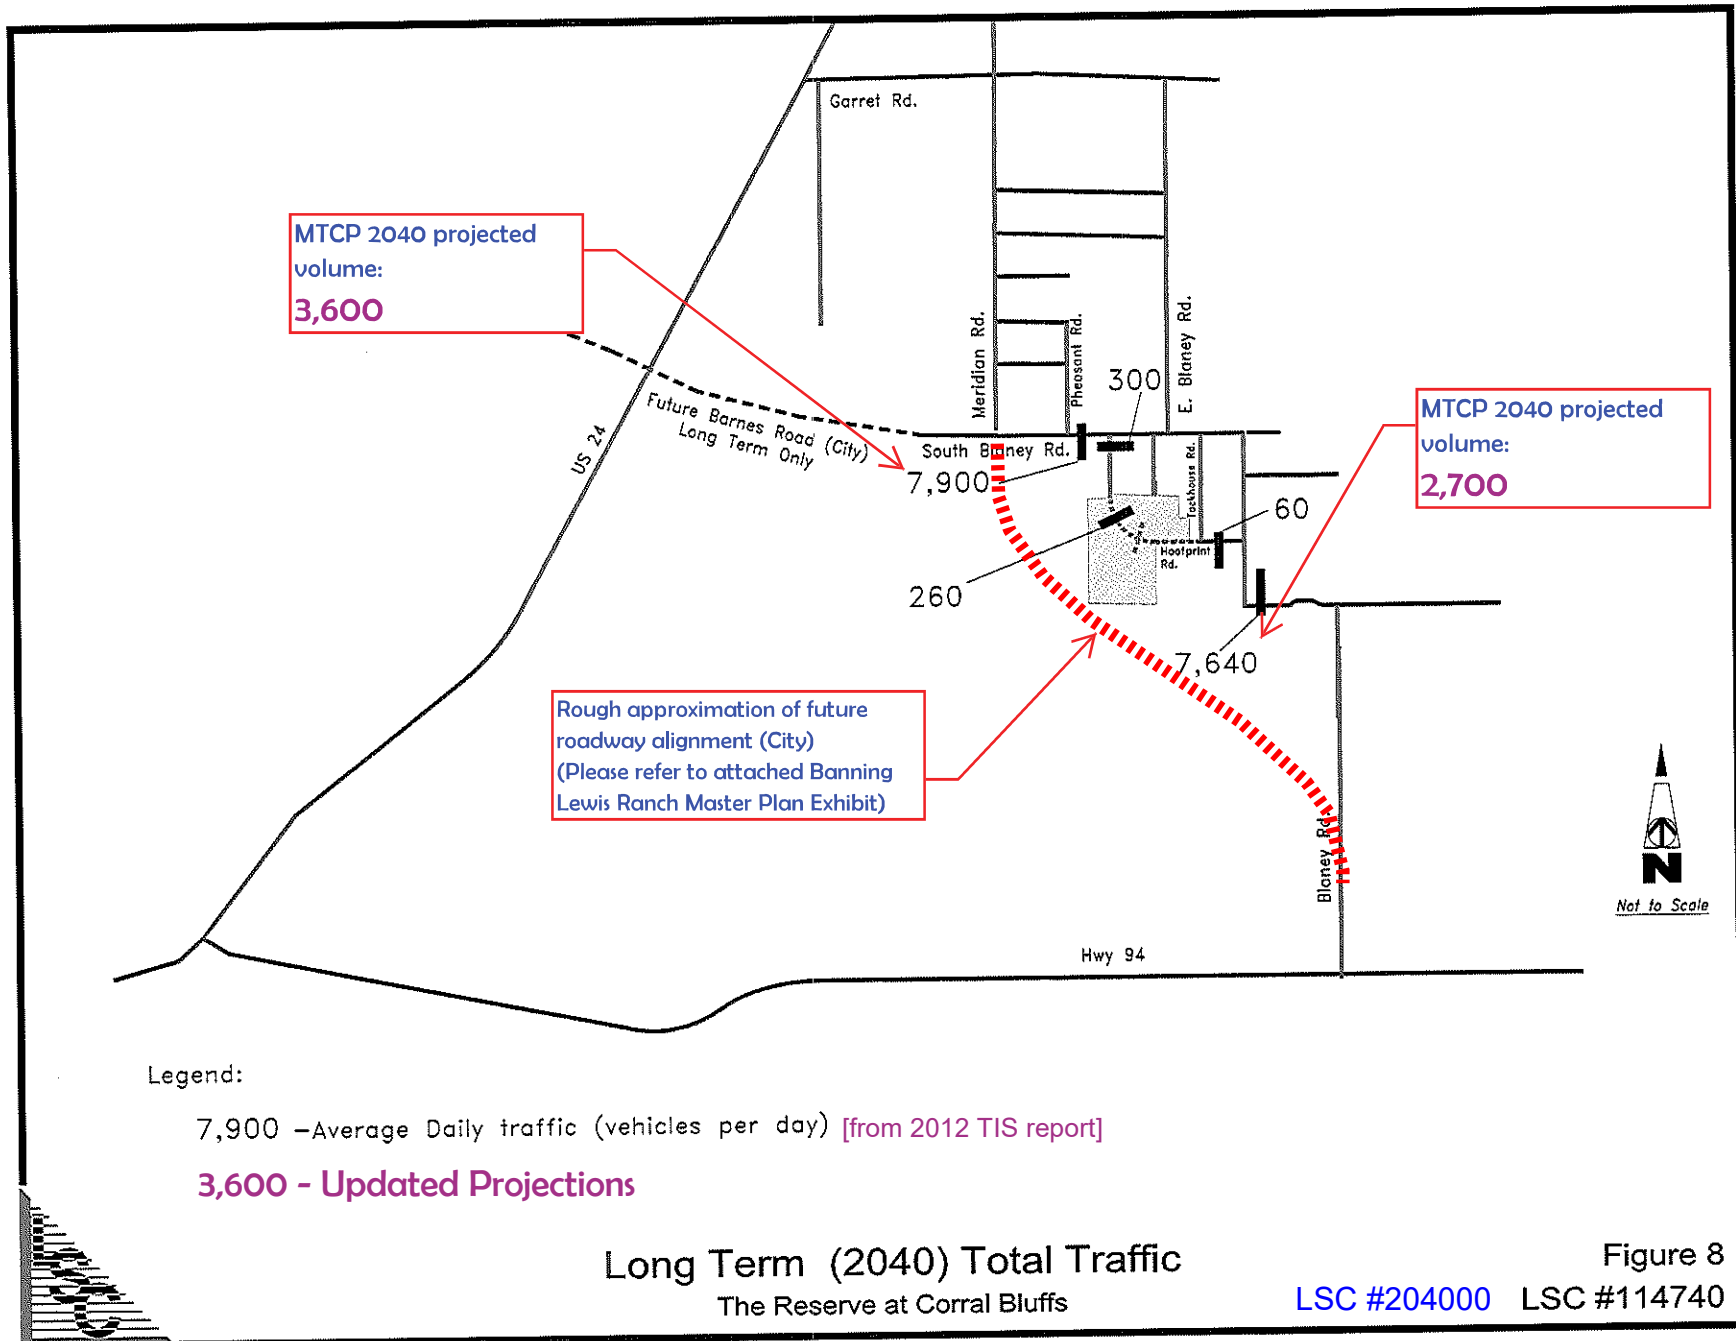 Garret Rd.
MTCP 2040 projected
volume:
3,600
Meridian Rd.
Pheasant Rd.
E. Blaney Rd.
300
Future Barnes Road (City)
Long Term Only
US 24
South Blaney Rd.
7,900
MTCP 2040 projected
volume:
2,700
Tackhouse Rd.
60
Hoofprint
Rd.
260
7,640
Rough approximation of future
roadway alignment (City)
(Please refer to attached Banning
Lewis Ranch Master Plan Exhibit)
Blaney Rd.
N
Not to Scale
Hwy 94
Legend:
7,900 –Average Daily traffic (vehicles per day) [from 2012 TIS report]
3,600 - Updated Projections
LSC
Long Term (2040) Total Traffic
The Reserve at Corral Bluffs
Figure 8
LSC #204000 LSC #114740